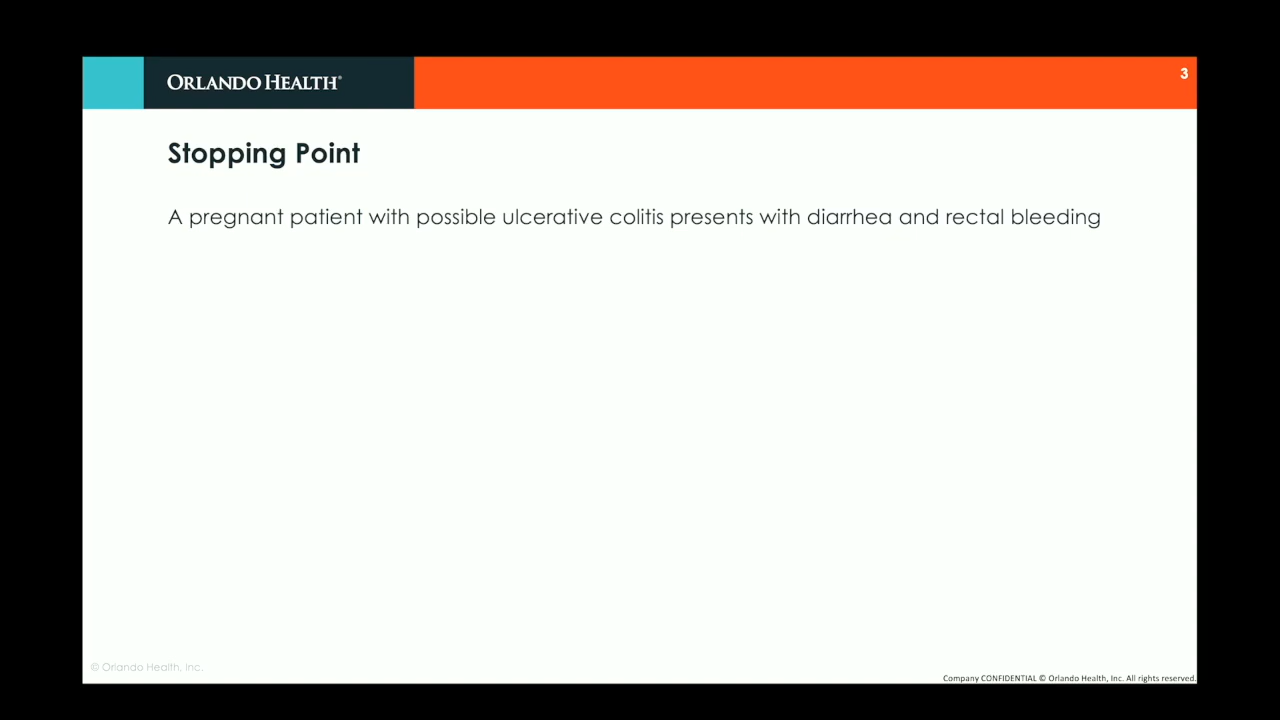 ORLANDO HEALTH®
3
Stopping Point
A pregnant patient with possible ulcerative colitis presents with diarrhea and rectal bleeding
© Orlando Health, Inc.
Company CONFIDENTIAL © Orlando Health, Inc. All rights reserved.